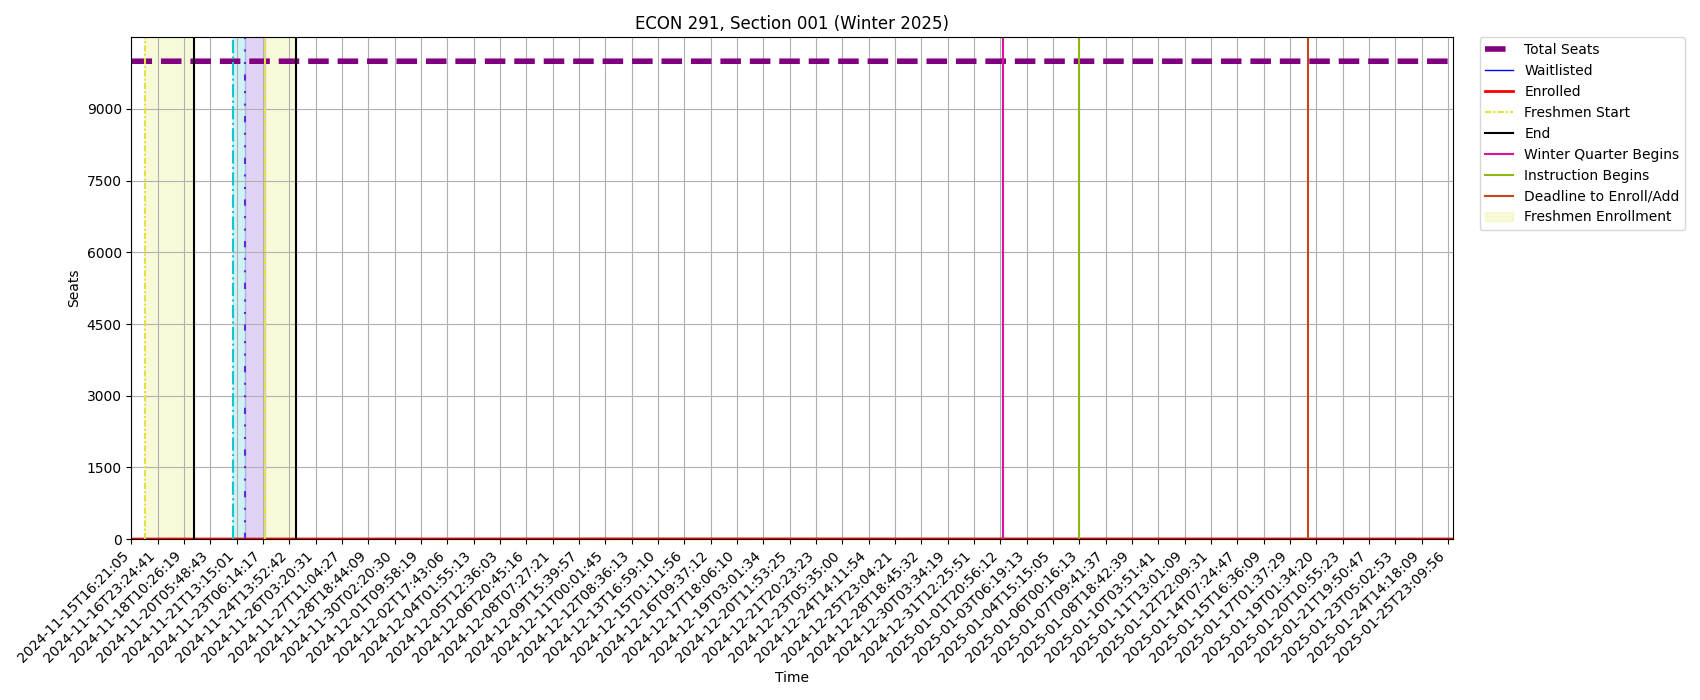 ECON 291, Section 001 (Winter 2025)
Total Seats
Waitlisted
Enrolled
Freshmen Start
End
Winter Quarter Begins
Instruction Begins
Deadline to Enroll/Add
Freshmen Enrollment
Seats
9000
7500
6000
4500
3000
1500
0
2024-11-15T16:21:05
2024-11-16T23:24:41
2024-11-18T10:26:19
2024-11-20T05:48:43
2024-11-21T13:15:01
2024-11-23T06:14:17
2024-11-24T13:52:42
2024-11-26T03:20:31
2024-11-27T11:04:27
2024-11-28T18:44:09
2024-11-30T02:20:30
2024-12-01T09:58:19
2024-12-02T17:43:06
2024-12-04T01:55:13
2024-12-05T12:36:03
2024-12-06T20:45:16
2024-12-08T07:27:21
2024-12-09T15:39:57
2024-12-11T00:01:45
2024-12-12T08:36:13
2024-12-13T16:59:10
2024-12-15T01:11:56
2024-12-16T09:37:12
2024-12-17T18:06:10
2024-12-19T03:01:34
2024-12-20T11:53:25
2024-12-21T20:23:23
2024-12-23T05:35:00
2024-12-24T14:11:54
2024-12-25T23:04:21
2024-12-28T18:45:32
2024-12-30T03:34:19
2024-12-31T12:25:51
2025-01-01T20:56:12
2025-01-03T06:19:13
2025-01-04T15:15:05
2025-01-06T00:16:13
2025-01-07T09:41:37
2025-01-08T18:42:39
2025-01-10T03:51:41
2025-01-11T13:01:09
2025-01-12T22:09:31
2025-01-14T07:24:47
2025-01-15T16:36:09
2025-01-17T01:37:29
2025-01-19T01:34:20
2025-01-20T10:55:23
2025-01-21T19:50:47
2025-01-23T05:02:53
2025-01-24T14:18:09
2025-01-25T23:09:56
Time